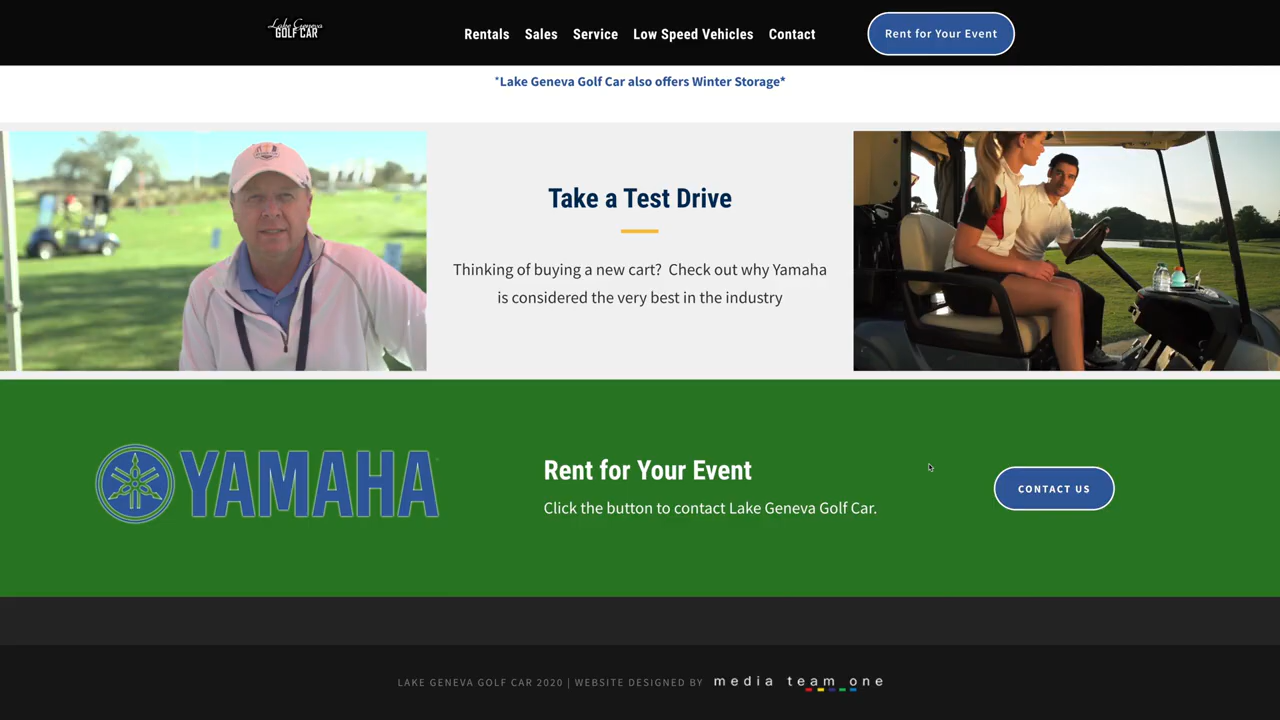 Lake Geneva
GOLF CAR
Rentals Sales Service Low Speed Vehicles Contact
Rent for Your Event
*Lake Geneva Golf Car also offers Winter Storage*
Take a Test Drive
Thinking of buying a new cart? Check out why Yamaha
is considered the very best in the industry
YAMAHA
Rent for Your Event
Click the button to contact Lake Geneva Golf Car.
CONTACT US
LAKE GENEVA GOLF CAR 2020 | WEBSITE DESIGNED BY media team one